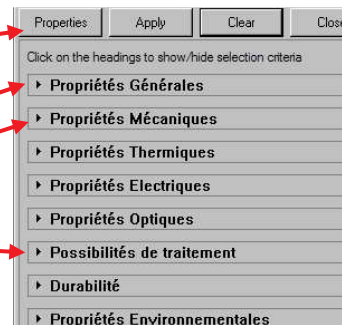 Properties Apply Clear Close
Click on the headings to show/hide selection criteria
Propriétés Générales
Propriétés Mécaniques
Propriétés Thermiques
Propriétés Electriques
Propriétés Optiques
Possibilités de traitement
Durabilité
Propriétés Environnementales